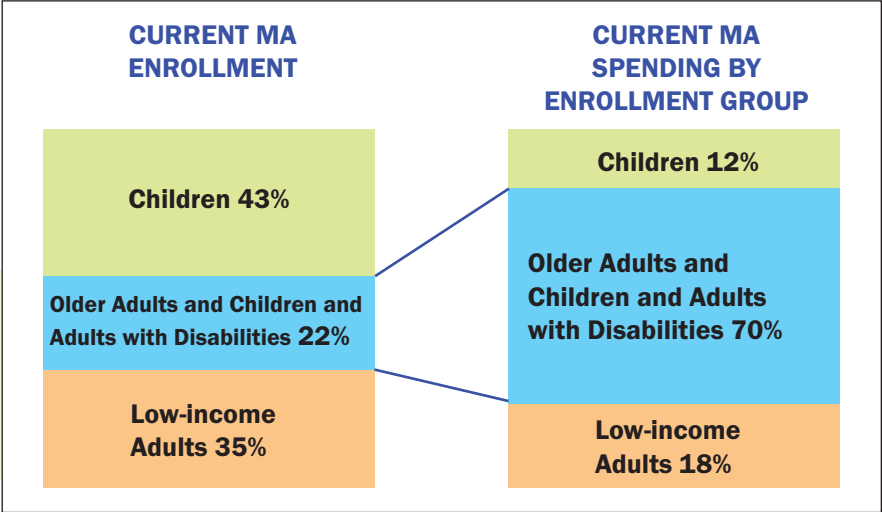 CURRENT MA
ENROLLMENT
Children 43%
Older Adults and Children and
Adults with Disabilities 22%
Low-income
Adults 35%
CURRENT MA
SPENDING BY
ENROLLMENT GROUP
Children 12%
Older Adults and
Children and Adults
with Disabilities 70%
Low-income
Adults 18%